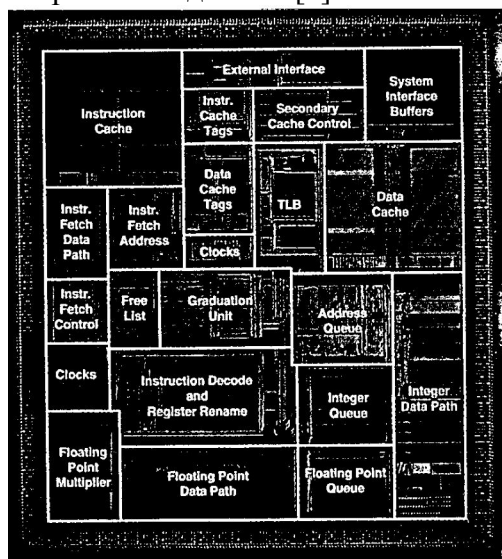 External Interface
Instruction
Cache
Instr.
Cache
Tags
Secondary
Cache Control
System
Interface
Buffers
Data
Cache
Tags
TLB
Data
Cache
Instr.
Fetch
Data
Path
Instr.
Fetch
Address
Clocks
Instr.
Fetch
Control
Free
List
Graduation
Unit
Address
Queue
Clocks
Instruction Decode
and
Register Rename
Integer
Queue
Integer
Data Path
Floating
Point
Multiplier
Floating Point
Data Path
Floating Point
Queue